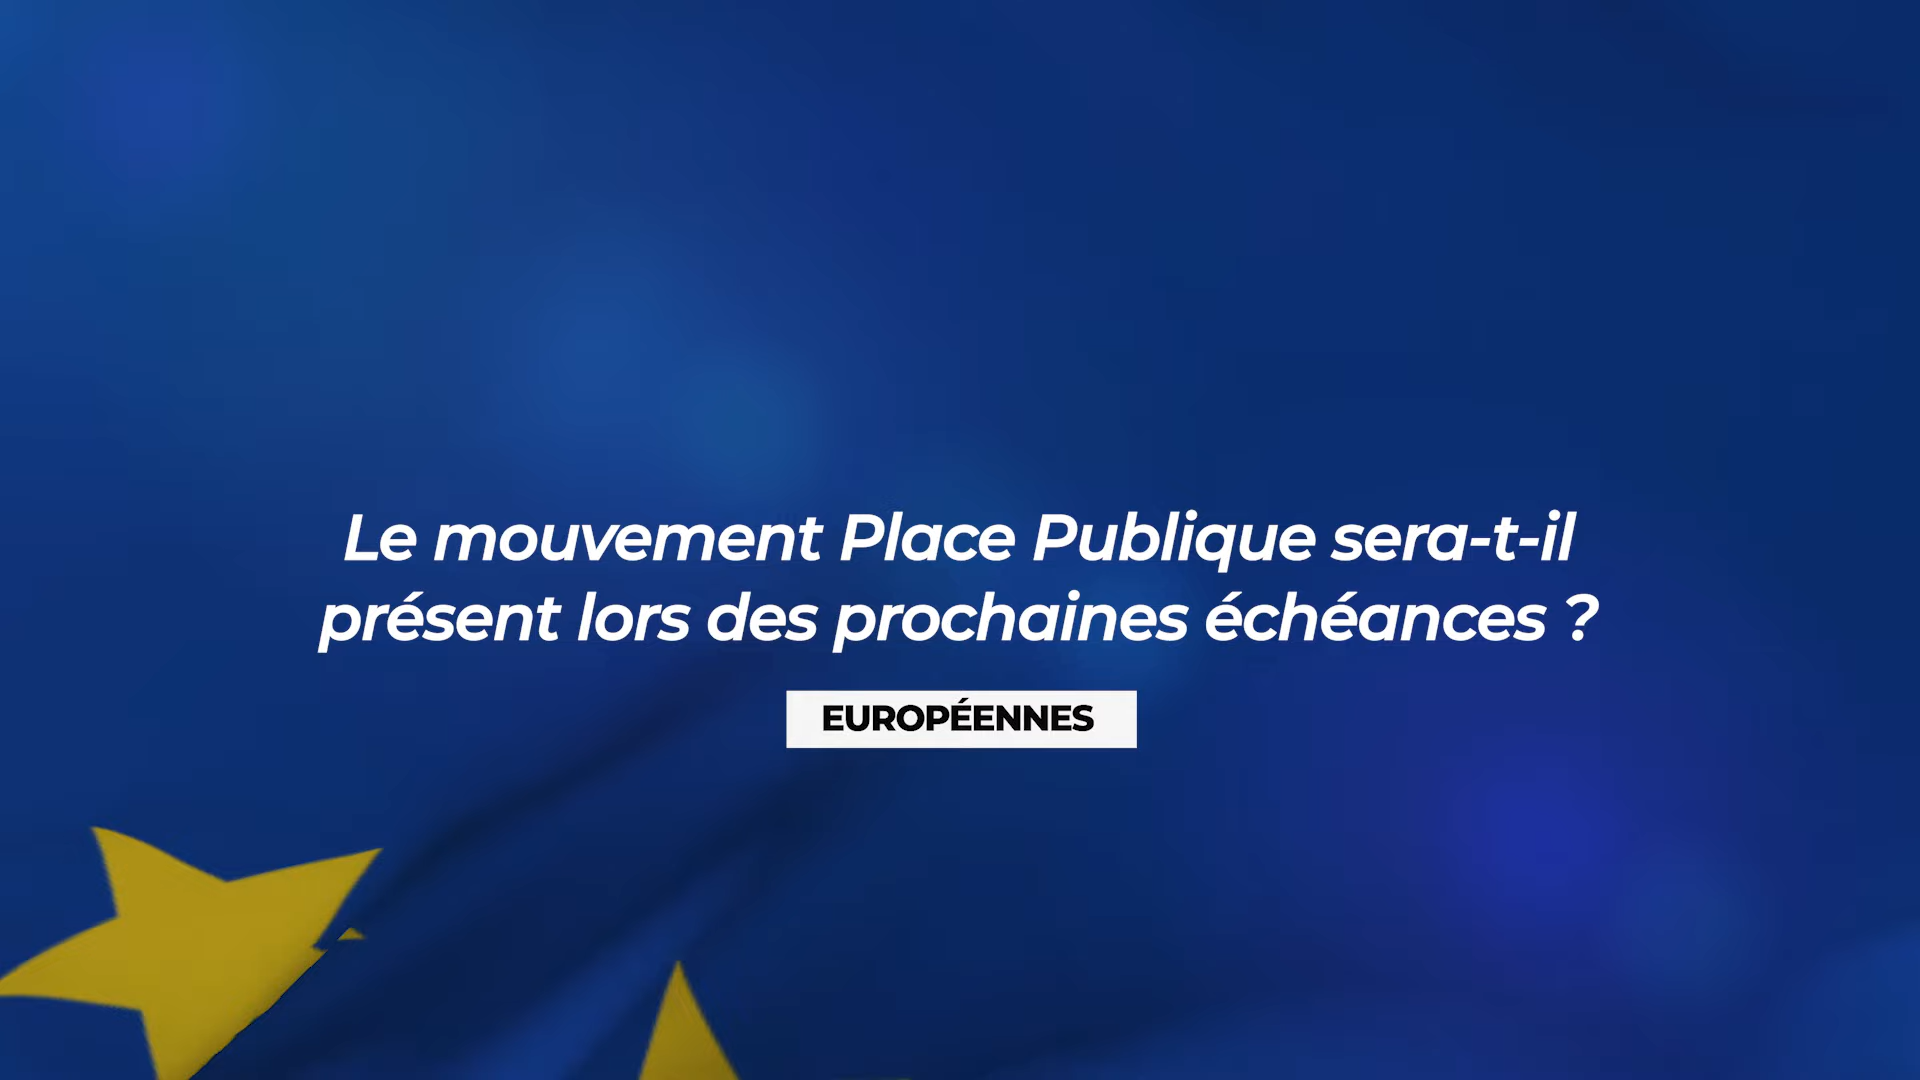 Le mouvement Place Publique sera-t-il
présent lors des prochaines échéances ?
EUROPÉENNES